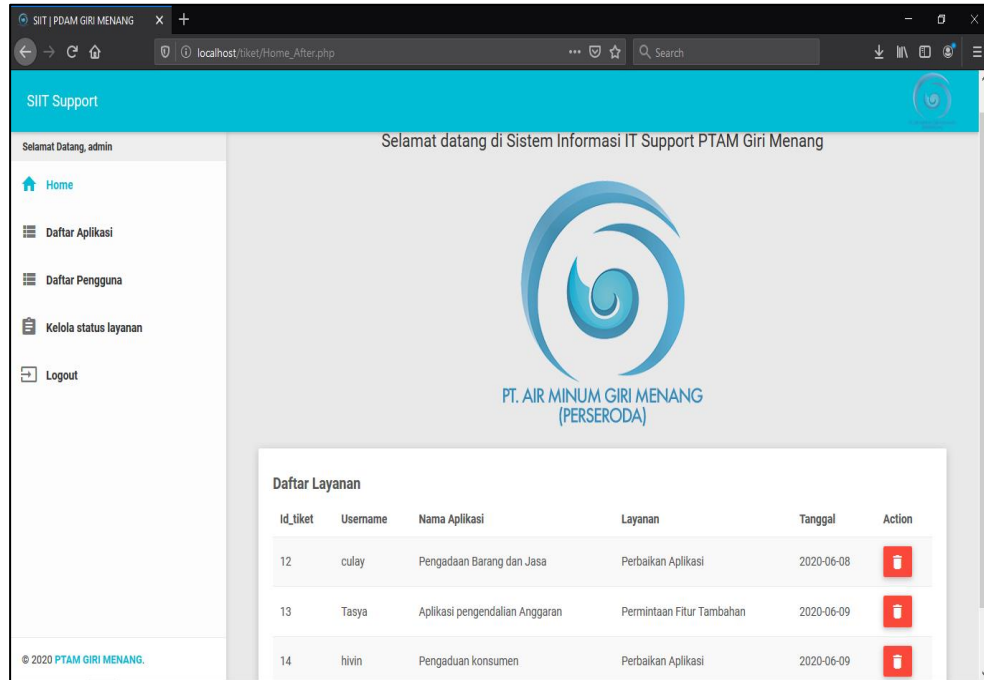 SIIT | PDAM GIRI MENANG
localhost/tiket/Home_After.php
Search
SIIT Support
Selamat Datang, admin
Home
Daftar Aplikasi
Daftar Pengguna
Kelola status layanan
Logout
© 2020 PTAM GIRI MENANG.
Selamat datang di Sistem Informasi IT Support PTAM Giri Menang
PT. AIR MINUM GIRI MENANG
(PERSERODA)
Daftar Layanan
Id_tiket Username Nama Aplikasi Layanan Tanggal Action
12 culay Pengadaan Barang dan Jasa Perbaikan Aplikasi 2020-06-08
13 Tasya Aplikasi pengendalian Anggaran Permintaan Fitur Tambahan 2020-06-09
14 hivin Pengaduan konsumen Perbaikan Aplikasi 2020-06-09